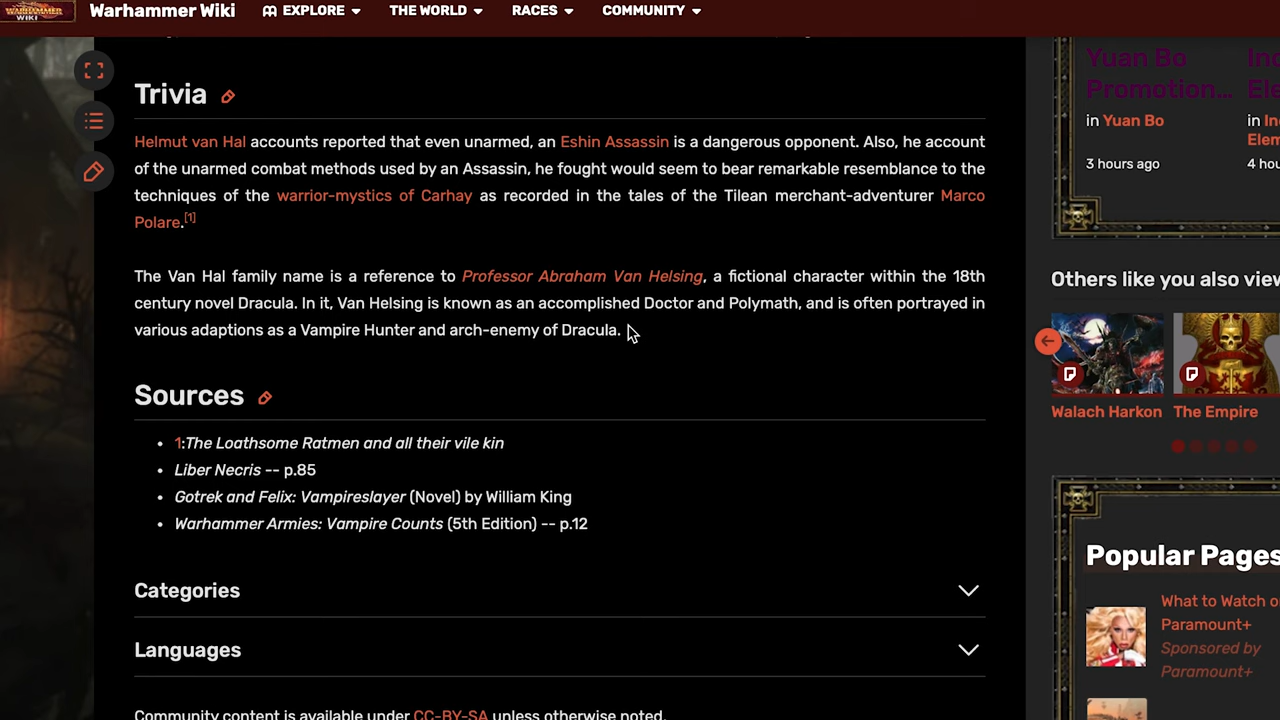 WARHAMMER
WIKI
Warhammer Wiki
EXPLORE
THE WORLD
RACES
COMMUNITY
Trivia
Helmut van Hal accounts reported that even unarmed, an Eshin Assassin is a dangerous opponent. Also, he account
of the unarmed combat methods used by an Assassin, he fought would seem to bear remarkable resemblance to the
techniques of the warrior-mystics of Carhay as recorded in the tales of the Tilean merchant-adventurer Marco
Polare.[1]
The Van Hal family name is a reference to Professor Abraham Van Helsing, a fictional character within the 18th
century novel Dracula. In it, Van Helsing is known as an accomplished Doctor and Polymath, and is often portrayed in
various adaptions as a Vampire Hunter and arch-enemy of Dracula.
Sources
• 1:The Loathsome Ratmen and all their vile kin
• Liber Necris -- p.85
• Gotrek and Felix: Vampireslayer (Novel) by William King
• Warhammer Armies: Vampire Counts (5th Edition) -- p.12
Categories
Languages
Community content is available under CC-BY-SA unless otherwise noted.
Yuan Bo
Promotion...
in Yuan Bo
3 hours ago
Ele
in In
Elem
4 hou
Others like you also view
Walach Harkon
The Empire
Popular Pages
What to Watch o
Paramount+
Sponsored by
Paramount+